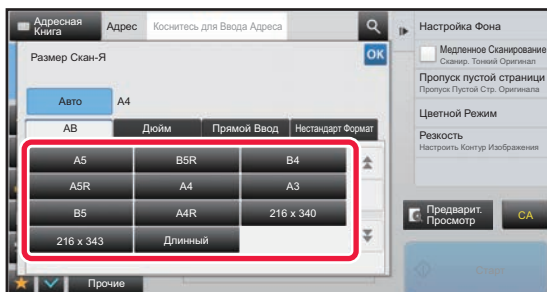 Адресная
Книга
Адрес
Коснитесь для Ввода Адреса
Размер Скан-Я
OK
Авто
A4
AB
Дюйм
Прямой Ввод
Нестандарт Формат
A5
B5R
B4
A5R
A4
A3
B5
A4R
216 x 340
216 x 343
Длинный
Прочие
Настройка Фона
Медленное Сканирование
Сканир. Тонкий Оригинал
Пропуск пустой страници
Пропуск Пустой Стр. Оригинала
Цветной Режим
Резкость
Настроить Контур Изображения
Предварит.
Просмотр
CA